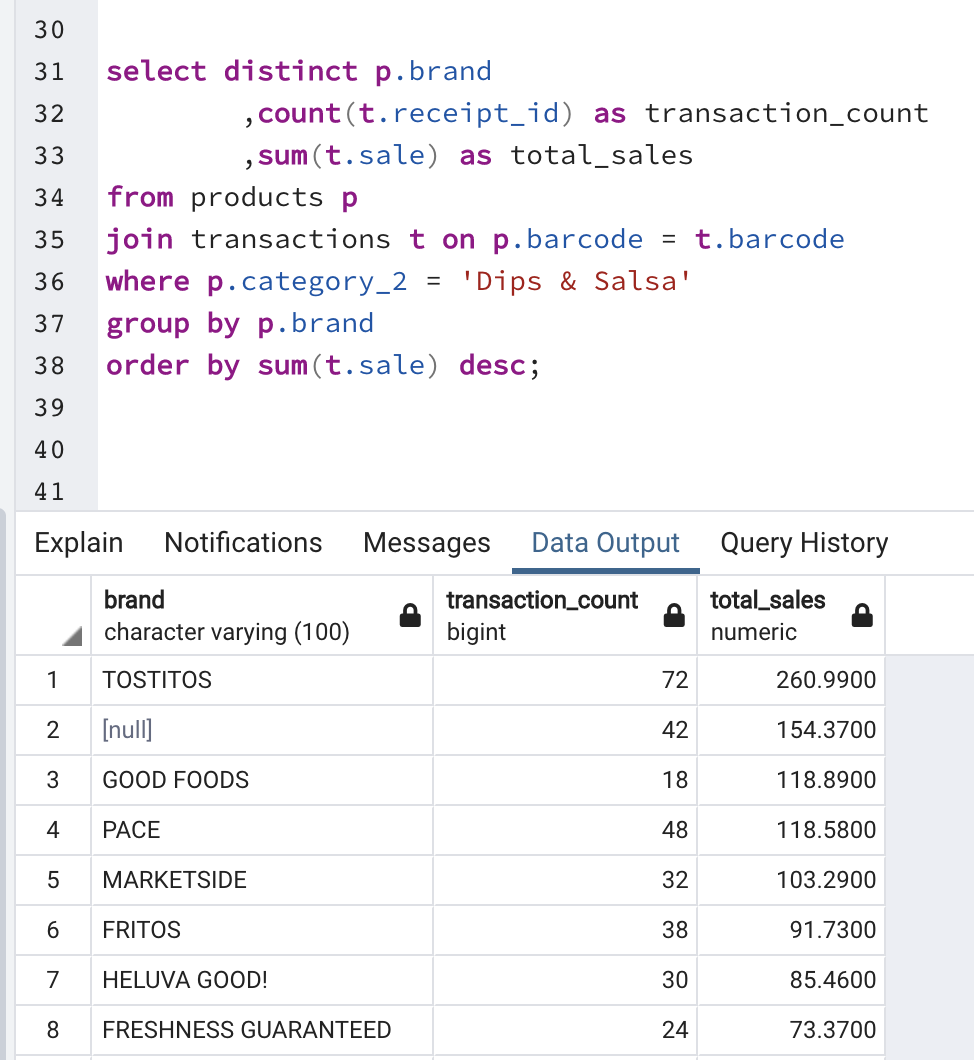 30
31 select distinct p.brand
32 ,count(t.receipt_id) as transaction_count
33 ,sum(t.sale) as total_sales
34 from products p
35 join transactions t on p.barcode = t.barcode
36 where p.category_2 = 'Dips & Salsa'
37 group by p.brand
38 order by sum(t.sale) desc;
39
40
41
Explain Notifications Messages Data Output Query History
brand transaction_count total_sales
character varying (100) bigint numeric
1 TOSTITOS 72 260.9900
2 [null] 42 154.3700
3 GOOD FOODS 18 118.8900
4 PACE 48 118.5800
5 MARKETSIDE 32 103.2900
6 FRITOS 38 91.7300
7 HELUVA GOOD! 30 85.4600
8 FRESHNESS GUARANTEED 24 73.3700